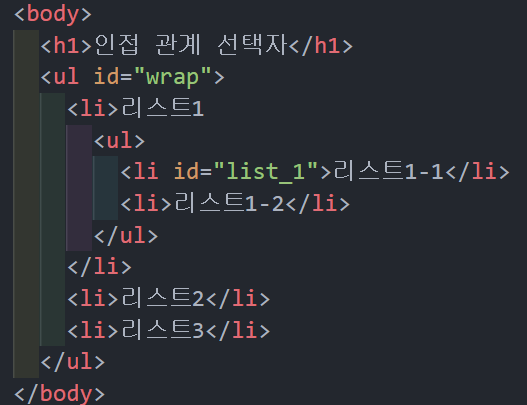 <body>
<h1>인접 관계 선택자</h1>
<ul id="wrap">
<li>리스트1
<ul>
<li id="list_1">리스트1-1</li>
<li>리스트1-2</li>
</ul>
</li>
<li>리스트2</li>
<li>리스트3</li>
</ul>
</body>